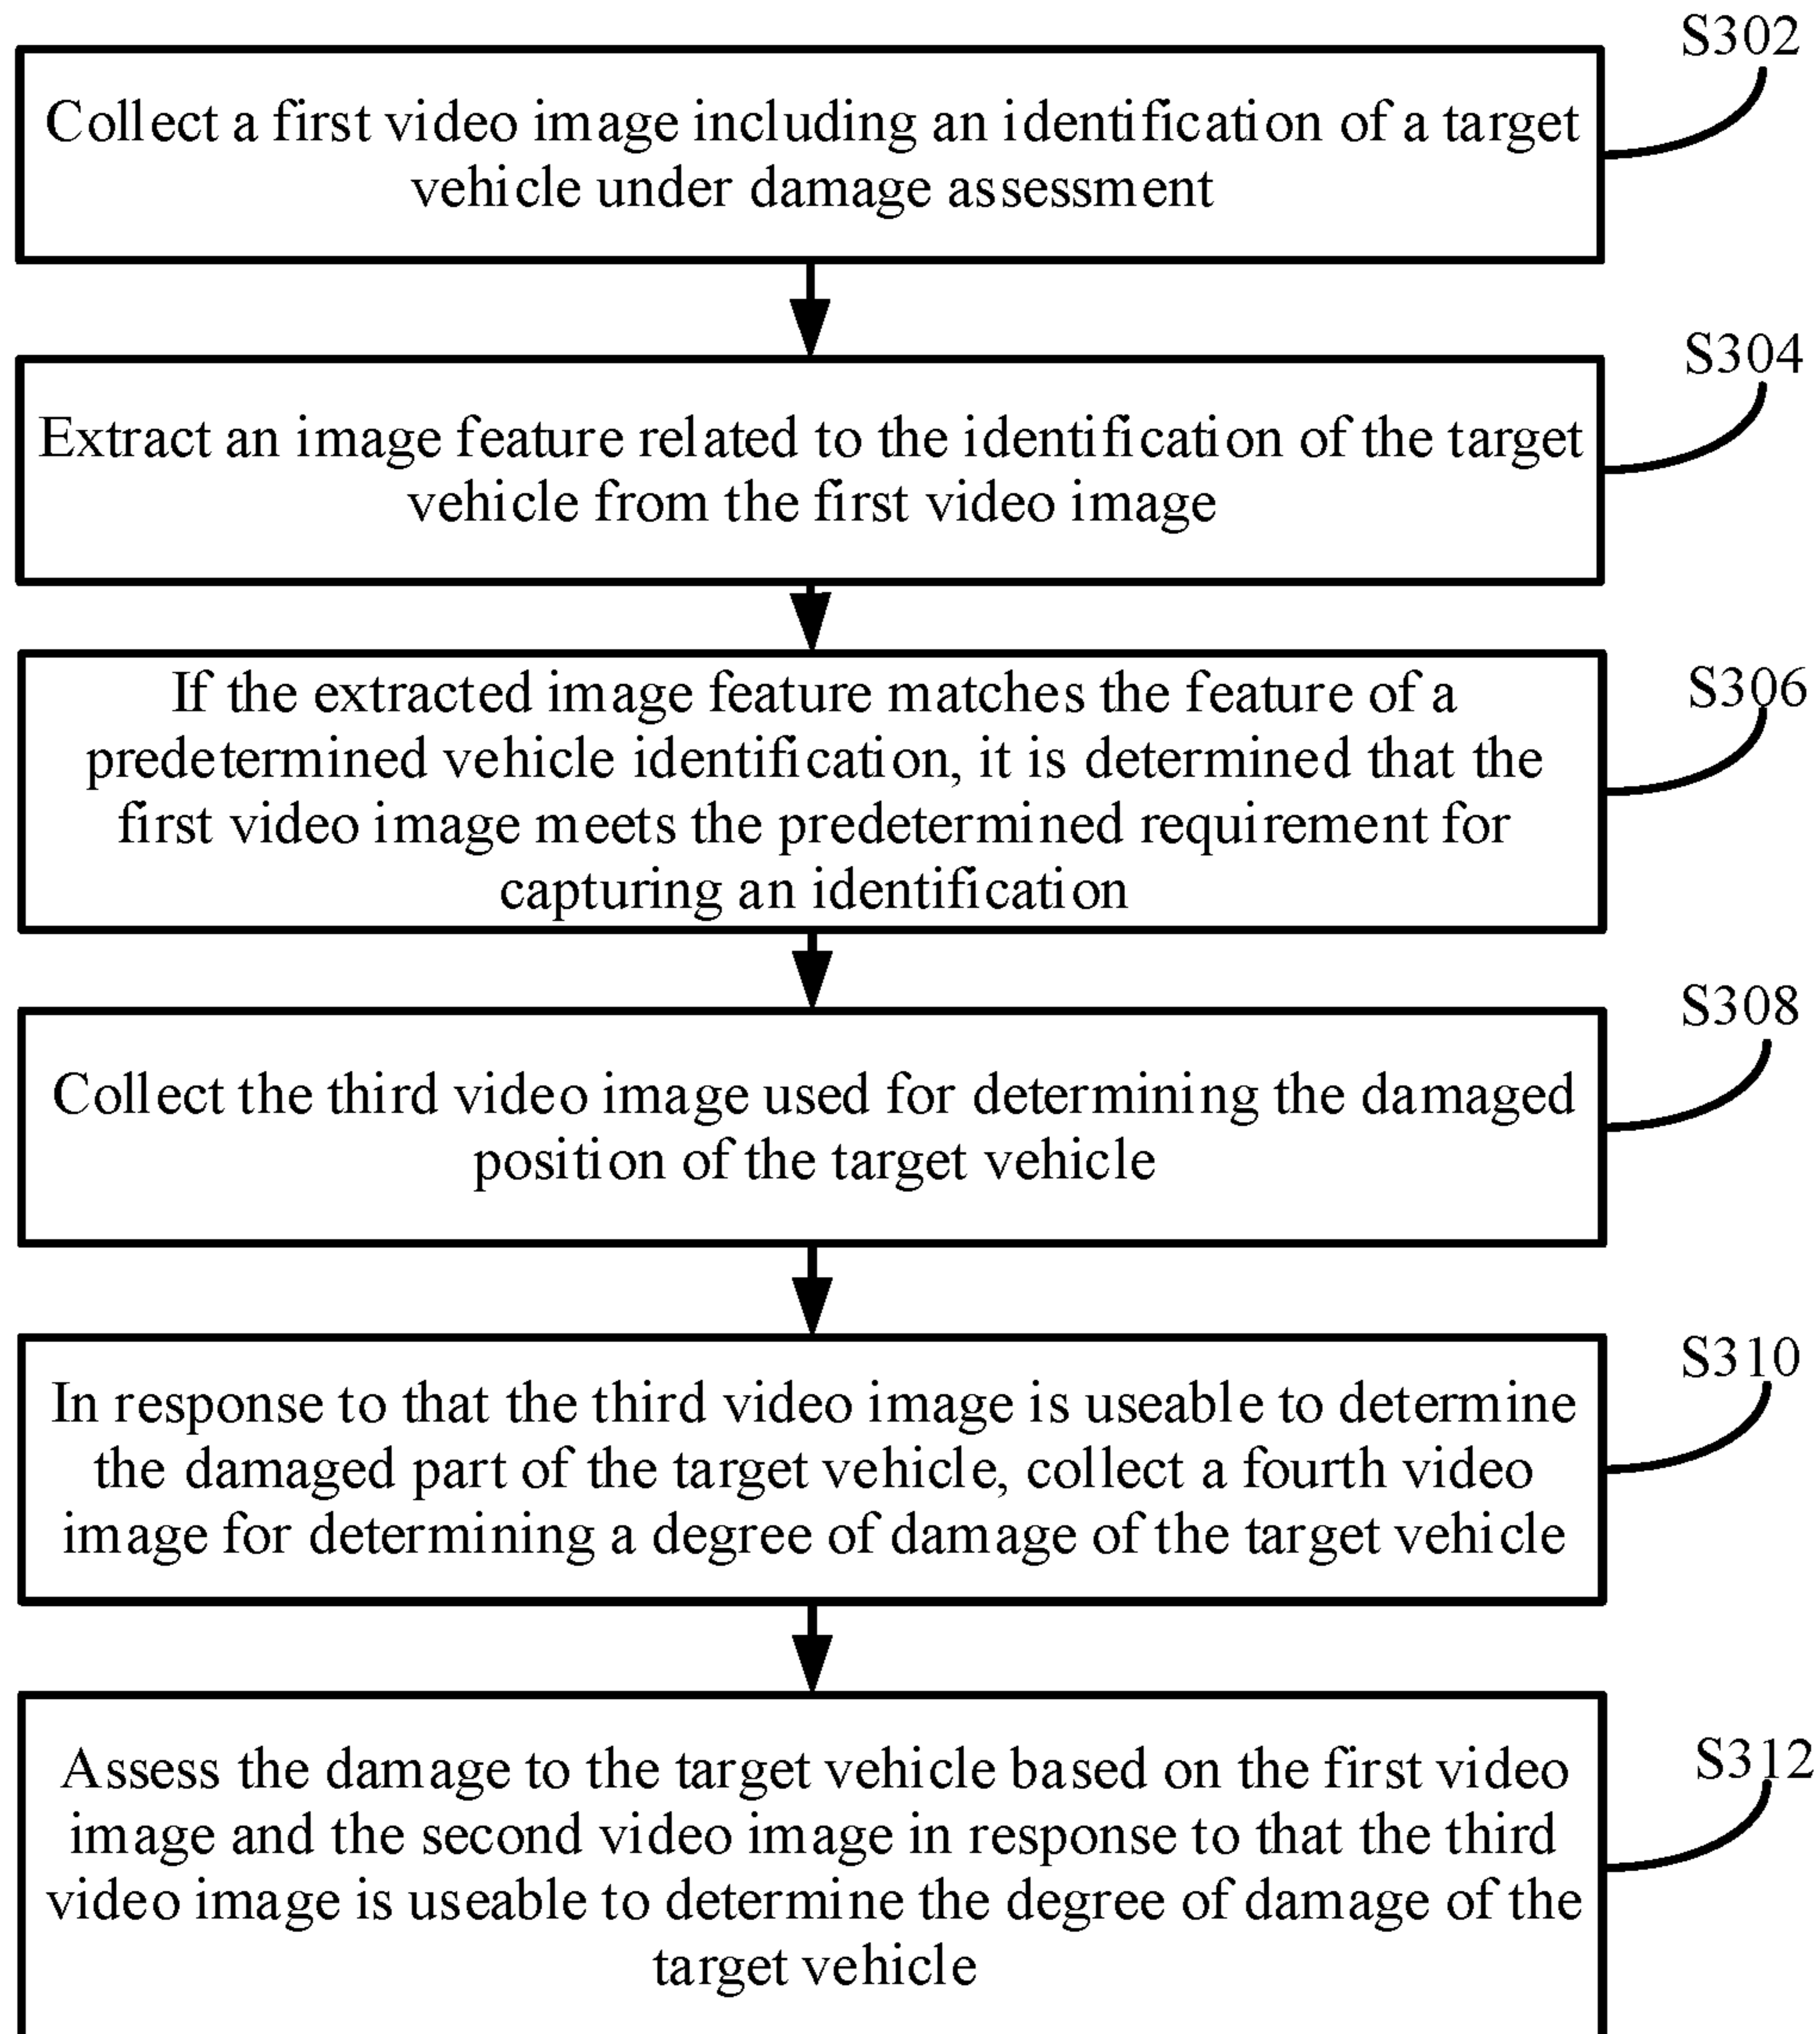 S302
Collect a first video image including an identification of a target
vehicle under damage assessment
S304
Extract an image feature related to the identification of the target
vehicle from the first video image
S306
If the extracted image feature matches the feature of a
predetermined vehicle identification, it is determined that the
first video image meets the predetermined requirement for
capturing an identification
S308
Collect the third video image used for determining the damaged
position of the target vehicle
S310
In response to that the third video image is useable to determine
the damaged part of the target vehicle, collect a fourth video
image for determining a degree of damage of the target vehicle
S312
Assess the damage to the target vehicle based on the first video
image and the second video image in response to that the third
video image is useable to determine the degree of damage of the
target vehicle